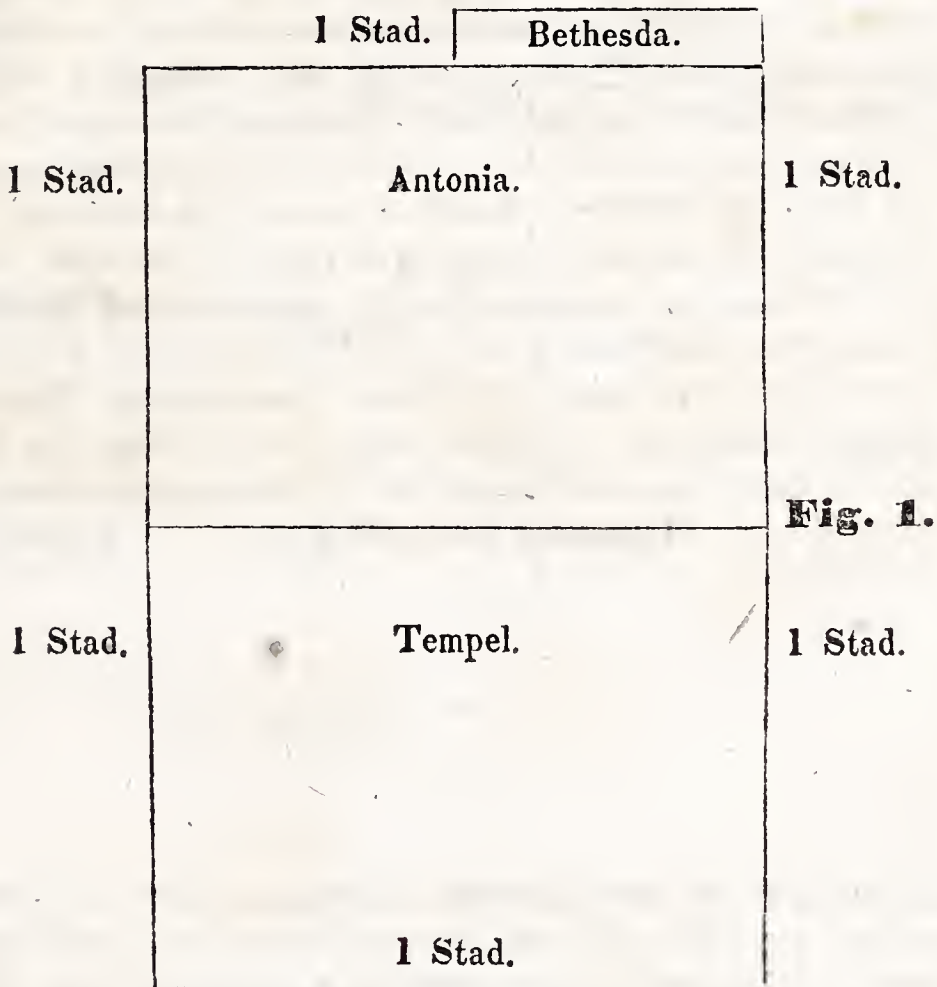 1 Stad. Bethesda.
1 Stad. Antonia. 1 Stad.
Fig. 1.
1 Stad. Tempel. 1 Stad.
1 Stad.